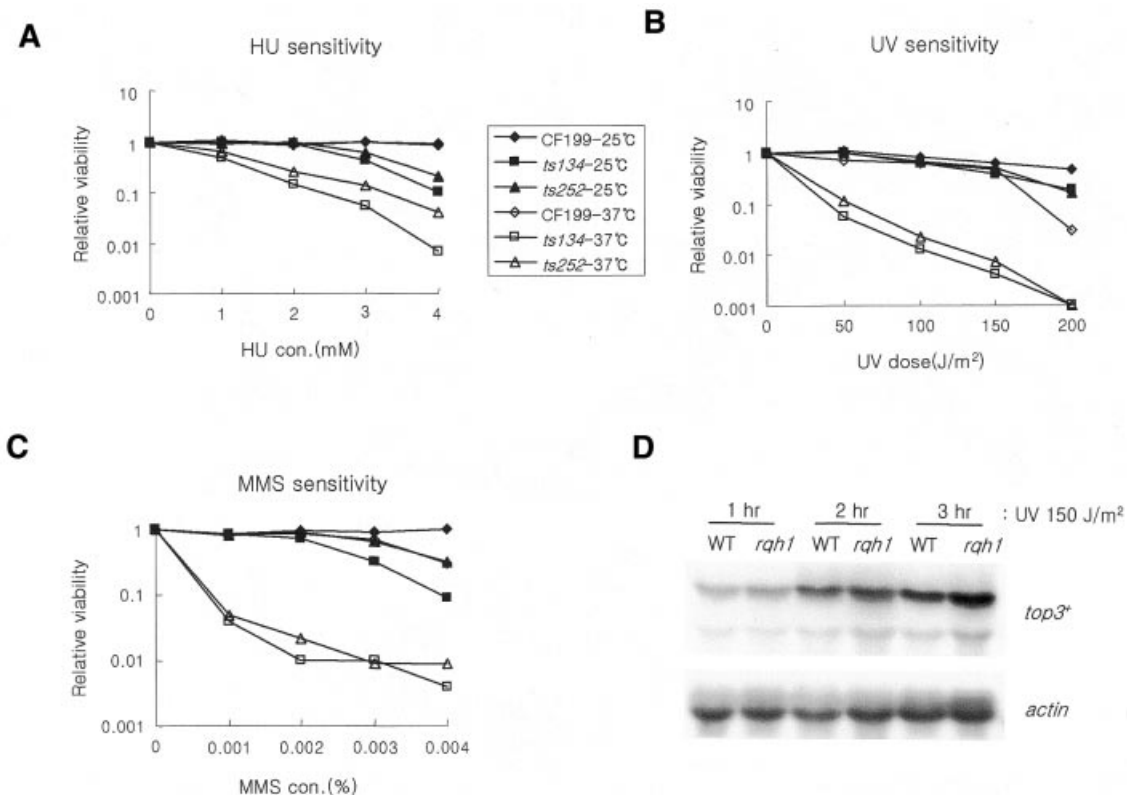 A
HU sensitivity
10
1
0.1
0.01
0.001
Relative viability
0 1 2 3 4
HU con.(mM)
CF199-25℃
ts134-25℃
ts252-25℃
CF199-37℃
ts134-37℃
ts252-37℃
B
UV sensitivity
10
1
0.1
0.01
0.001
Relative viability
0 50 100 150 200
UV dose(J/m²)
C
MMS sensitivity
1
0.1
0.01
0.001
Relative viability
0 0.001 0.002 0.003 0.004
MMS con.(%)
D
1 hr 2 hr 3 hr : UV 150 J/m²
WT rqh1 WT rqh1 WT rqh1
top3⁺
actin